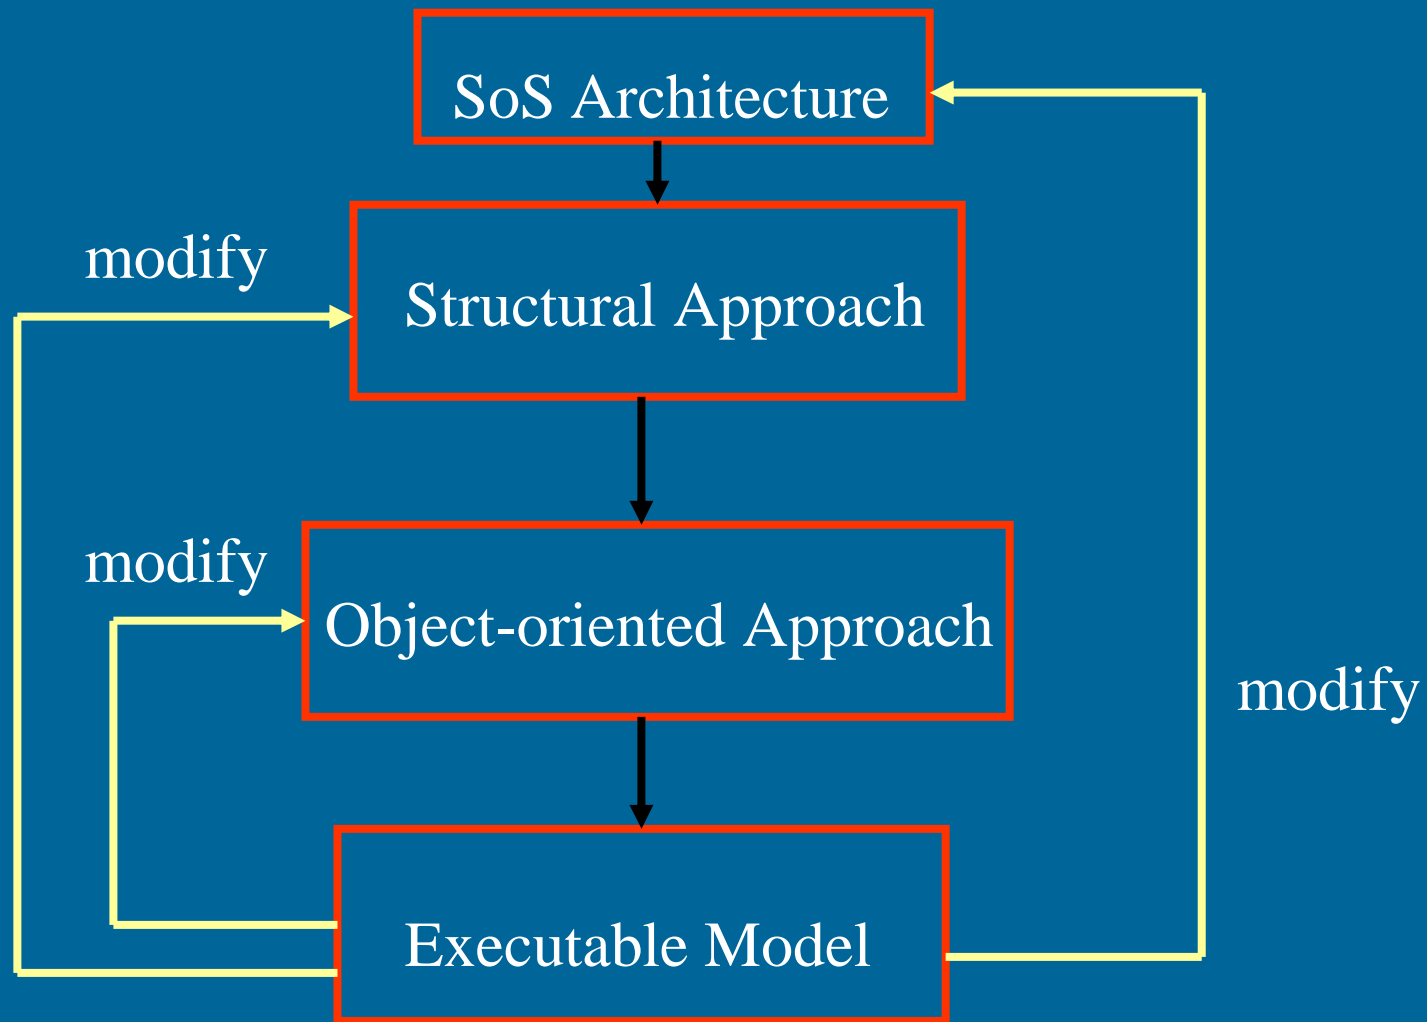 SoS Architecture
modify
Structural Approach
modify
Object-oriented Approach
modify
Executable Model